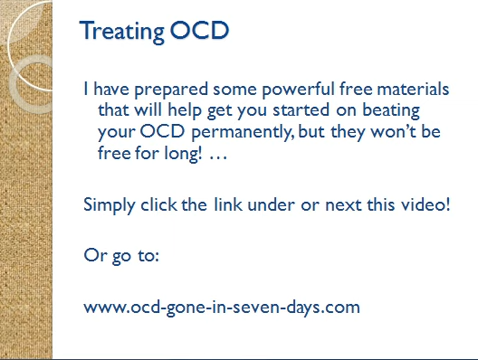 Treating OCD
I have prepared some powerful free materials
that will help get you started on beating
your OCD permanently, but they won't be
free for long! …
Simply click the link under or next this video!
Or go to:
www.ocd-gone-in-seven-days.com